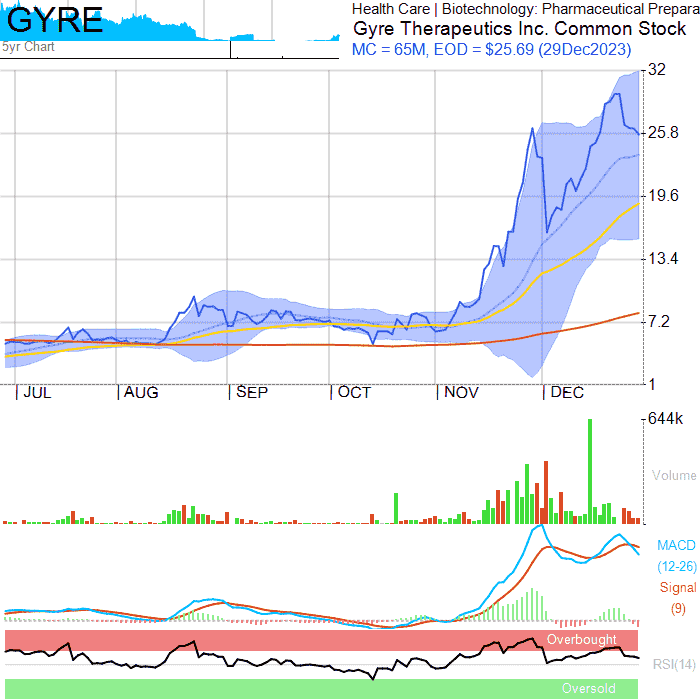 GYRE
5yr Chart
Health Care | Biotechnology: Pharmaceutical Prepara
Gyre Therapeutics Inc. Common Stock
MC = 65M, EOD = $25.69 (29Dec2023)
32
25.8
19.6
13.4
7.2
1
JUL AUG SEP OCT NOV DEC
644k
Volume
MACD
(12-26)
Signal
(9)
Overbought
RSI(14)
Oversold